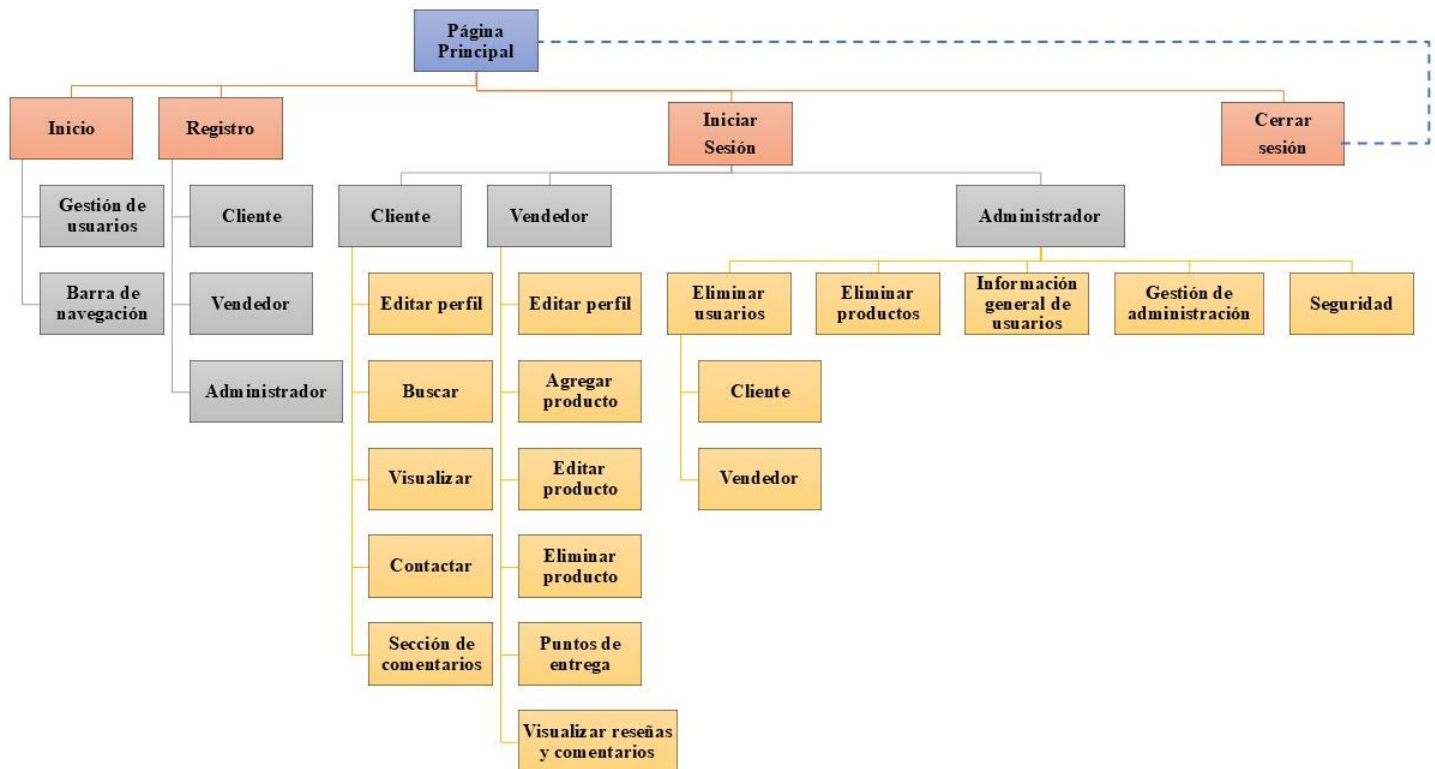 Página
Principal
Inicio
Registro
Iniciar
Sesión
Cerrar
sesión
Gestión de
usuarios
Barra de
navegación
Cliente
Vendedor
Administrador
Cliente
Editar perfil
Buscar
Visualizar
Contactar
Sección de
comentarios
Vendedor
Editar perfil
Agregar
producto
Editar
producto
Eliminar
producto
Puntos de
entrega
Visualizar reseñas
y comentarios
Administrador
Eliminar
usuarios
Cliente
Vendedor
Eliminar
productos
Información
general de
usuarios
Gestión de
administración
Seguridad